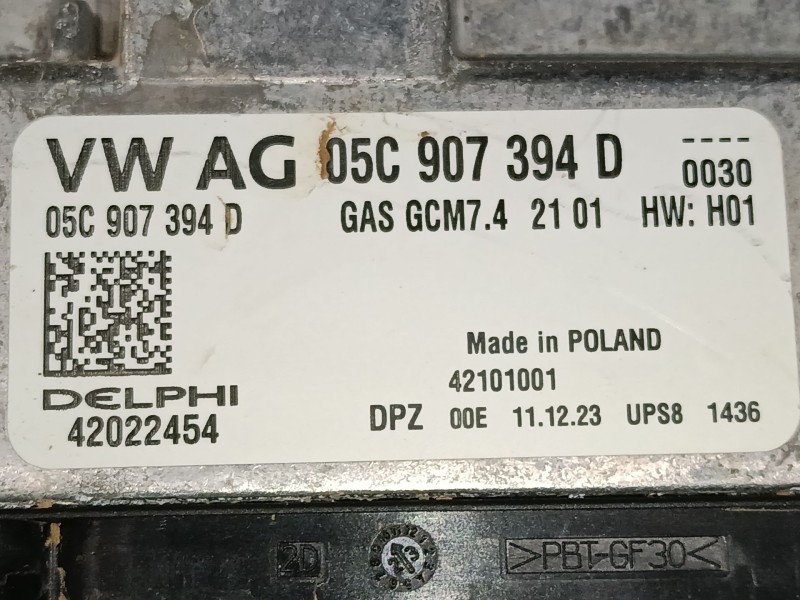 VW AG 05C 907 394 D ----
0030
05C 907 394 D GAS GCM7.4 21 01 HW: H01
Made in POLAND
42101001
DELPHI
42022454
DPZ 00E 11.12.23 UPS8 1436
2D
>PBT-GF30<